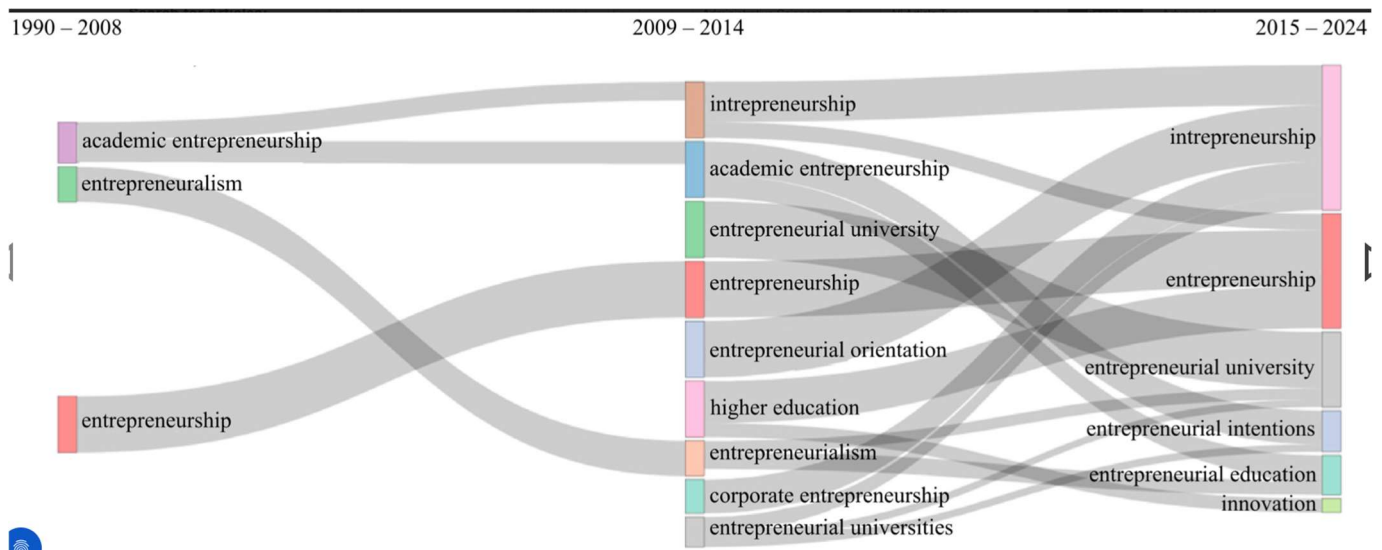 1990 – 2008
2009 – 2014
2015 – 2024
academic entrepreneurship
entrepreneuralism
entrepreneurship
intrepreneurship
academic entrepreneurship
entrepreneurial university
entrepreneurship
entrepreneurial orientation
higher education
entrepreneurialism
corporate entrepreneurship
entrepreneurial universities
intrepreneurship
entrepreneurship
entrepreneurial university
entrepreneurial intentions
entrepreneurial education
innovation